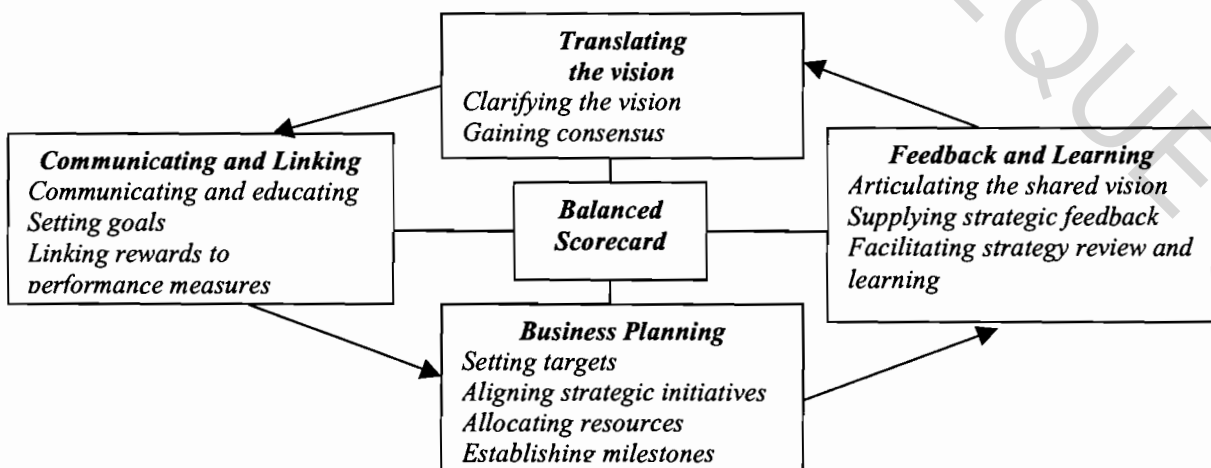 Translating
the vision
Clarifying the vision
Gaining consensus
Communicating and Linking
Communicating and educating
Setting goals
Linking rewards to
performance measures
Balanced
Scorecard
Feedback and Learning
Articulating the shared vision
Supplying strategic feedback
Facilitating strategy review and
learning
Business Planning
Setting targets
Aligning strategic initiatives
Allocating resources
Establishing milestones
EQUE